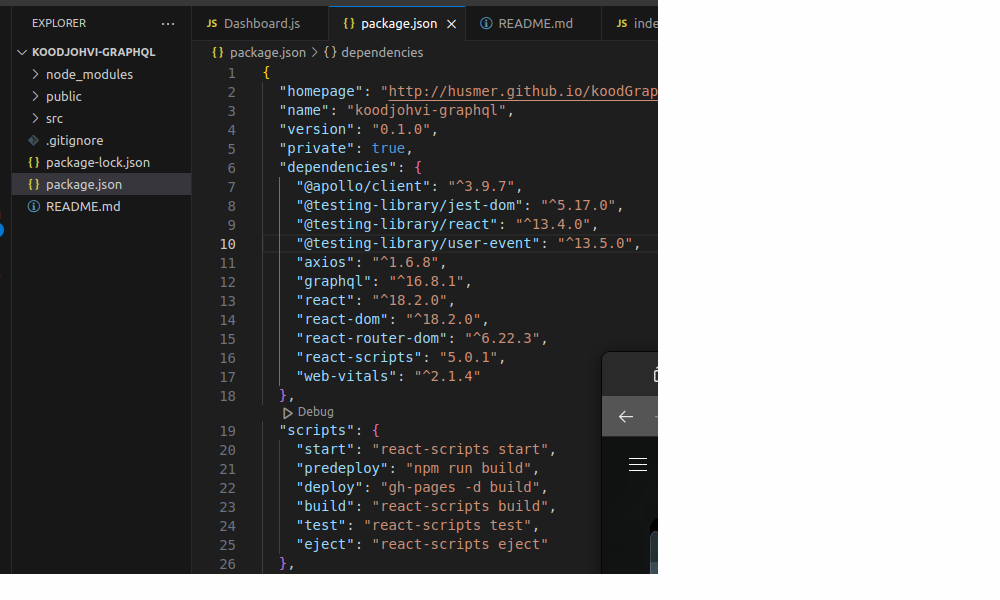 EXPLORER
KOODJOHVI-GRAPHQL
node_modules
public
src
.gitignore
package-lock.json
package.json
README.md
JS Dashboard.js {} package.json × README.md JS inde
{} package.json > {} dependencies
1 {
2 "homepage": "http://husmer.github.io/koodGrap
3 "name": "koodjohvi-graphql",
4 "version": "0.1.0",
5 "private": true,
6 "dependencies": {
7 "@apollo/client": "^3.9.7",
8 "@testing-library/jest-dom": "^5.17.0",
9 "@testing-library/react": "^13.4.0",
10 "@testing-library/user-event": "^13.5.0",
11 "axios": "^1.6.8",
12 "graphql": "^16.8.1",
13 "react": "^18.2.0",
14 "react-dom": "^18.2.0",
15 "react-router-dom": "^6.22.3",
16 "react-scripts": "5.0.1",
17 "web-vitals": "^2.1.4"
18 },
Debug
19 "scripts": {
20 "start": "react-scripts start",
21 "predeploy": "npm run build",
22 "deploy": "gh-pages -d build",
23 "build": "react-scripts build",
24 "test": "react-scripts test",
25 "eject": "react-scripts eject"
26 },